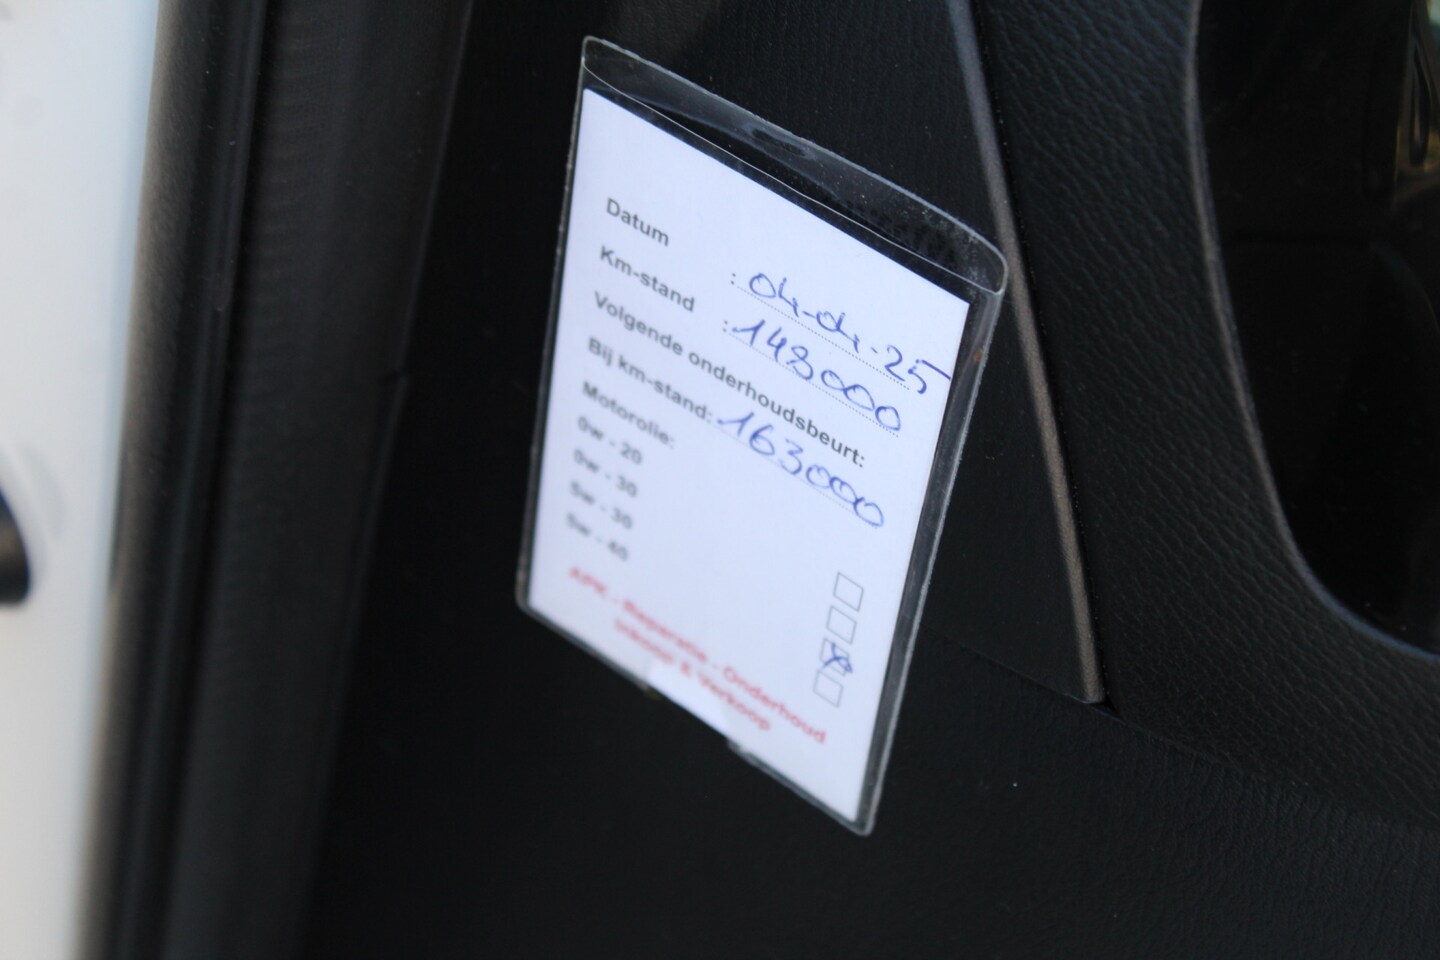 Datum : 04-04-25
Km-stand : 148000
Volgende onderhoudsbeurt:
Bij km-stand: 163000
Motorolie:
0w - 20
0w - 30
5w - 30
5w - 40
APK - Reparatie - Onderhoud
Inkoop & Verkoop